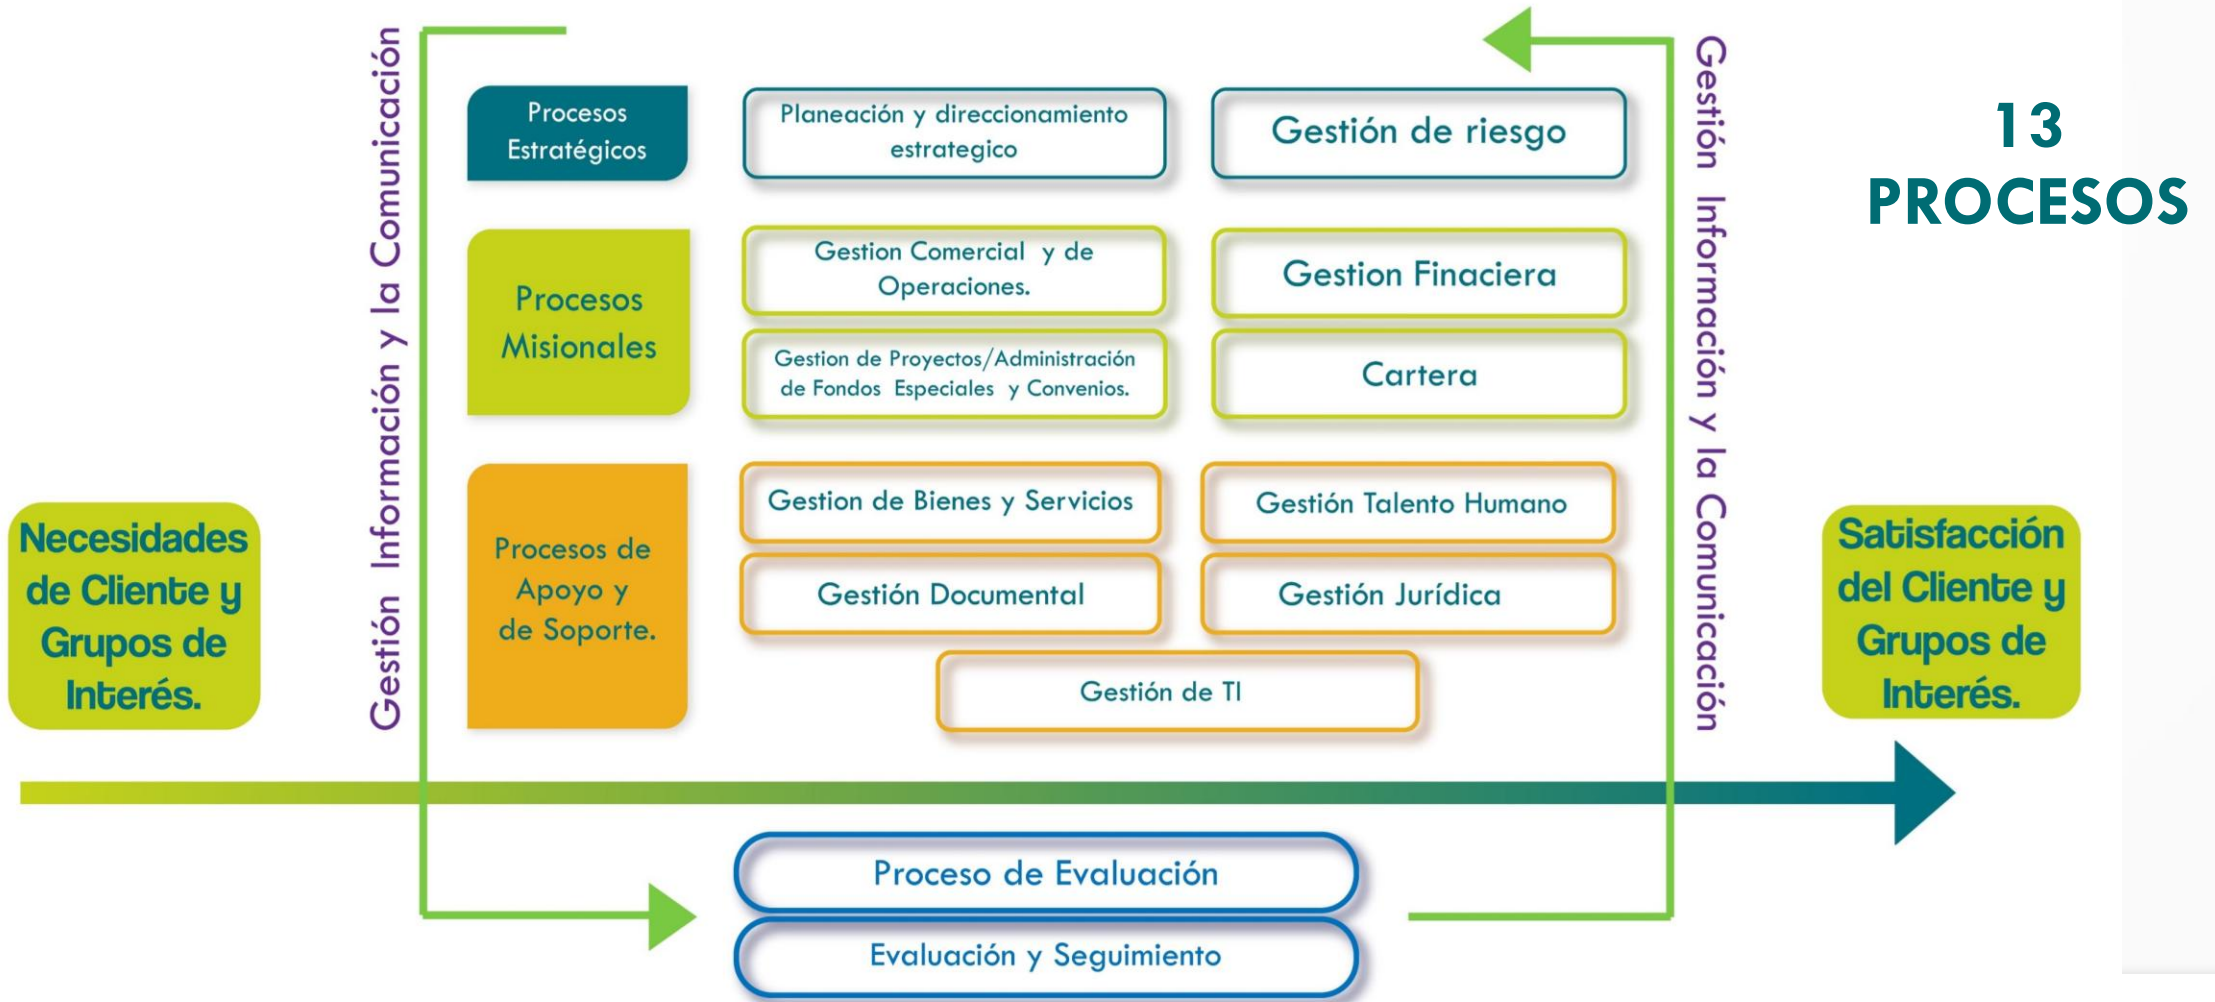 Gestión Información y la Comunicación
Procesos
Estratégicos
Planeación y direccionamiento
estrategico
Gestión de riesgo
Procesos
Misionales
Gestion Comercial y de
Operaciones.
Gestion Finaciera
Gestion de Proyectos/Administración
de Fondos Especiales y Convenios.
Cartera
Procesos de
Apoyo y
de Soporte.
Gestion de Bienes y Servicios
Gestión Talento Humano
Gestión Documental
Gestión Jurídica
Gestión de TI
Gestión Información y la Comunicación
13
PROCESOS
Necesidades
de Cliente y
Grupos de
Interés.
Satisfacción
del Cliente y
Grupos de
Interés.
Proceso de Evaluación
Evaluación y Seguimiento